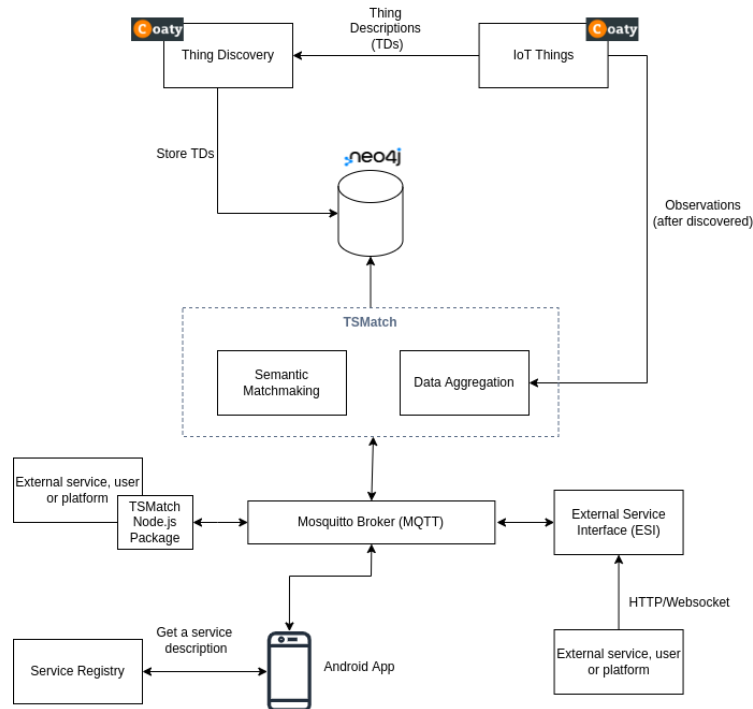 Thing
Descriptions
(TDs)
Coaty
Thing Discovery
Coaty
IoT Things
Store TDs
neo4j
Observations
(after discovered)
TSMatch
Semantic
Matchmaking
Data Aggregation
External service, user
or platform
TSMatch
Node.js
Package
Mosquitto Broker (MQTT)
External Service
Interface (ESI)
HTTP/Websocket
Get a service
description
Service Registry
Android App
External service, user
or platform